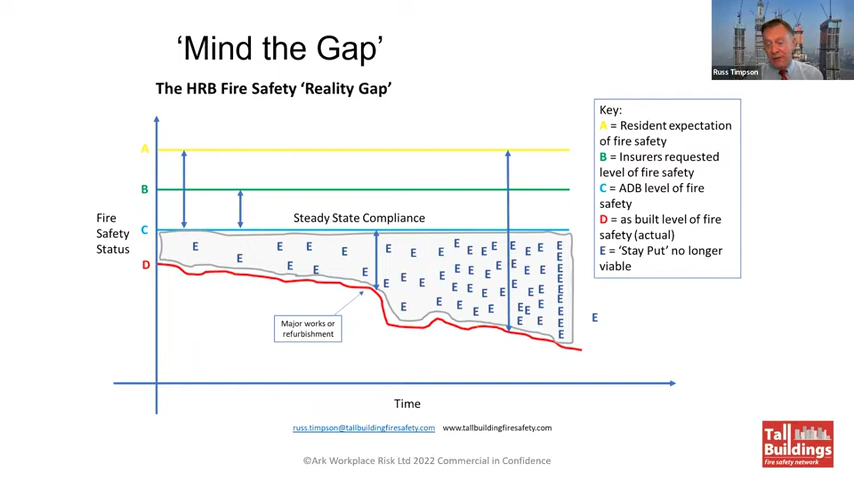 'Mind the Gap'
Russ Timpson
The HRB Fire Safety 'Reality Gap'
Key:
A = Resident expectation
of fire safety
B = Insurers requested
level of fire safety
C = ADB level of fire
safety
D = as built level of fire
safety (actual)
E = 'Stay Put' no longer
viable
A
B
C
D
Fire
Safety
Status
Steady State Compliance
E E E E E E E E E E E E E E E E E E E E E E E E E E E E E E E E E E E E E E E E E E E E E E E E E E E
Major works or
refurbishment
Time
russ.timpson@tallbuildingfiresafety.com www.tallbuildingfiresafety.com
©Ark Workplace Risk Ltd 2022 Commercial in Confidence
Tall
Buildings
fire safety network